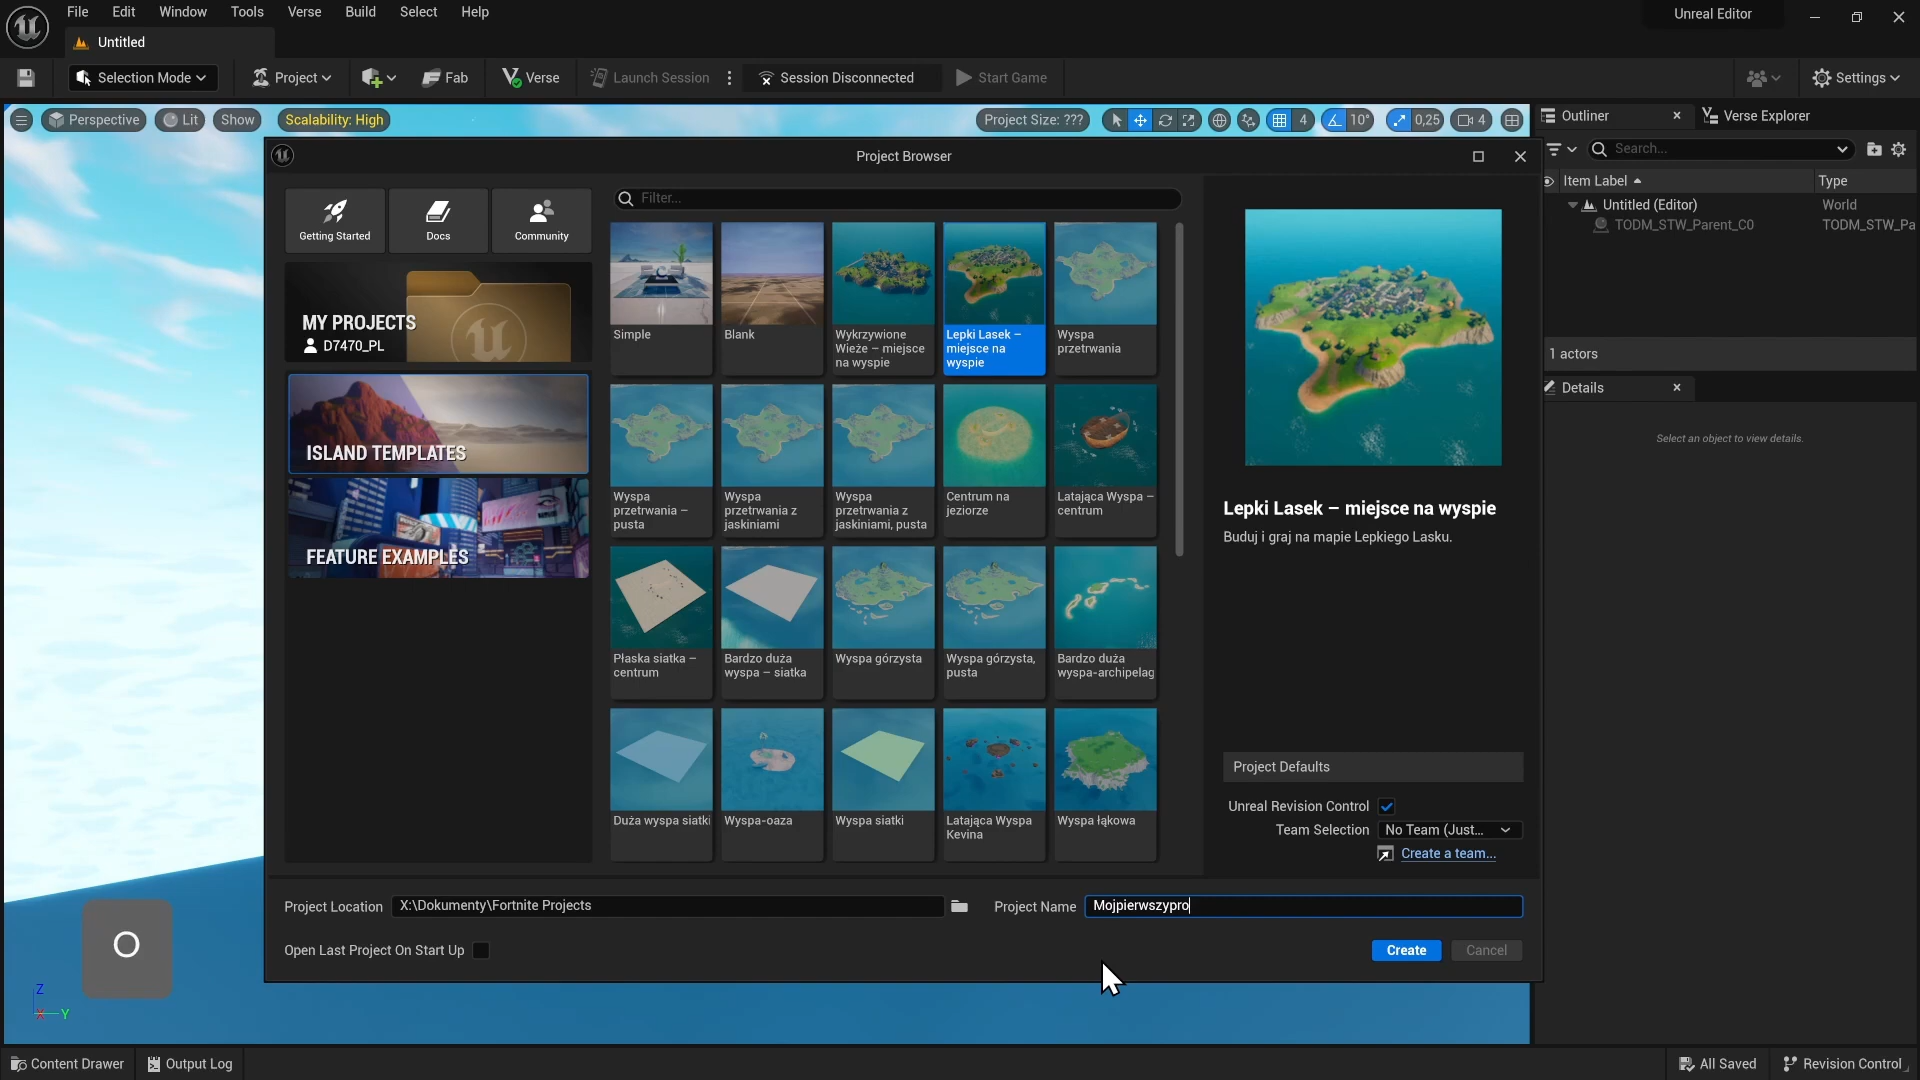 File Edit Window Tools Verse Build Select Help
Unreal Editor
Untitled
Selection Mode
Project
Fab
Verse
Launch Session
Session Disconnected
Start Game
Settings
Perspective
Lit
Show
Scalability: High
Project Size: ???
4
10°
0,25
4
Outliner
Verse Explorer
Search...
Item Label
Type
Untitled (Editor)
World
TODM_STW_Parent_C0
TODM_STW_Pa
1 actors
Details
Select an object to view details.
Project Browser
Getting Started
Docs
Community
MY PROJECTS
D7470_PL
ISLAND TEMPLATES
FEATURE EXAMPLES
Filter...
Simple
Blank
Wykrzywione
Wieże – miejsce
na wyspie
Lepki Lasek –
miejsce na
wyspie
Wyspa
przetrwania
Wyspa
przetrwania –
pusta
Wyspa
przetrwania z
jaskiniami
Wyspa
przetrwania z
jaskiniami, pusta
Centrum na
jeziorze
Latająca Wyspa –
centrum
Płaska siatka –
centrum
Bardzo duża
wyspa – siatka
Wyspa górzysta
Wyspa górzysta,
pusta
Bardzo duża
wyspa-archipelag
Duża wyspa siatki
Wyspa-oaza
Wyspa siatki
Latająca Wyspa
Kevina
Wyspa łąkowa
Lepki Lasek – miejsce na wyspie
Buduj i graj na mapie Lepkiego Lasku.
Project Defaults
Unreal Revision Control
Team Selection
No Team (Just...
Create a team...
Project Location
X:\Dokumenty\Fortnite Projects
Project Name
Mojpierwszypro
Open Last Project On Start Up
Create
Cancel
O
Z
X
Y
Content Drawer
Output Log
All Saved
Revision Control